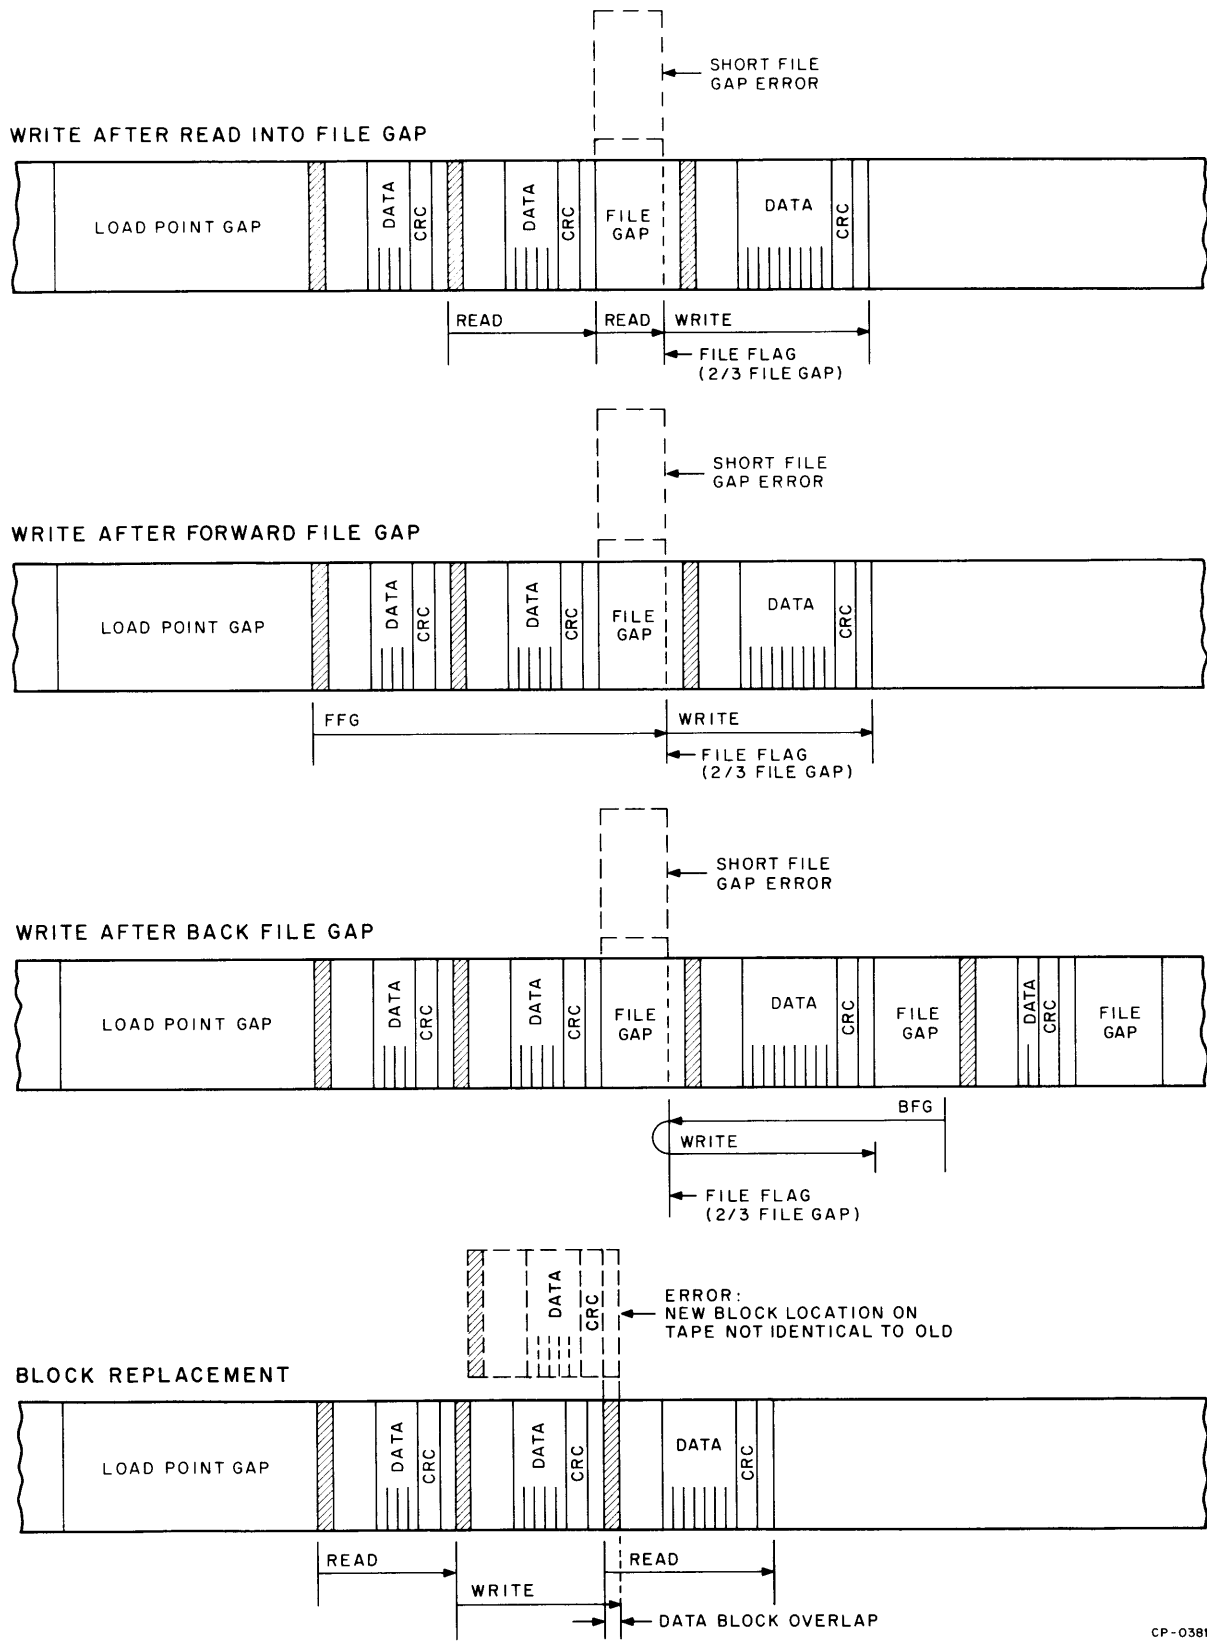 SHORT FILE
GAP ERROR
WRITE AFTER READ INTO FILE GAP
LOAD POINT GAP
DATA
CRC
DATA
CRC
FILE
GAP
DATA
CRC
READ
READ
WRITE
FILE FLAG
(2/3 FILE GAP)
SHORT FILE
GAP ERROR
WRITE AFTER FORWARD FILE GAP
LOAD POINT GAP
DATA
CRC
DATA
CRC
FILE
GAP
DATA
CRC
FFG
WRITE
FILE FLAG
(2/3 FILE GAP)
SHORT FILE
GAP ERROR
WRITE AFTER BACK FILE GAP
LOAD POINT GAP
DATA
CRC
DATA
CRC
FILE
GAP
DATA
CRC
FILE
GAP
DATA
CRC
FILE
GAP
BFG
WRITE
FILE FLAG
(2/3 FILE GAP)
DATA
CRC
ERROR:
NEW BLOCK LOCATION ON
TAPE NOT IDENTICAL TO OLD
BLOCK REPLACEMENT
LOAD POINT GAP
DATA
CRC
DATA
CRC
DATA
CRC
READ
READ
WRITE
DATA BLOCK OVERLAP
CP-0381